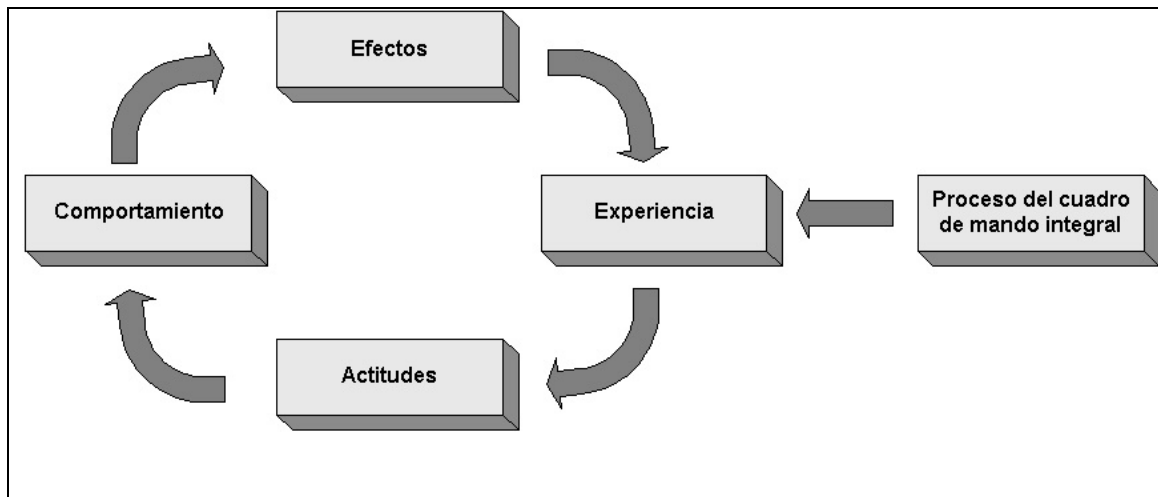 Efectos
Comportamiento
Experiencia
Proceso del cuadro
de mando integral
Actitudes